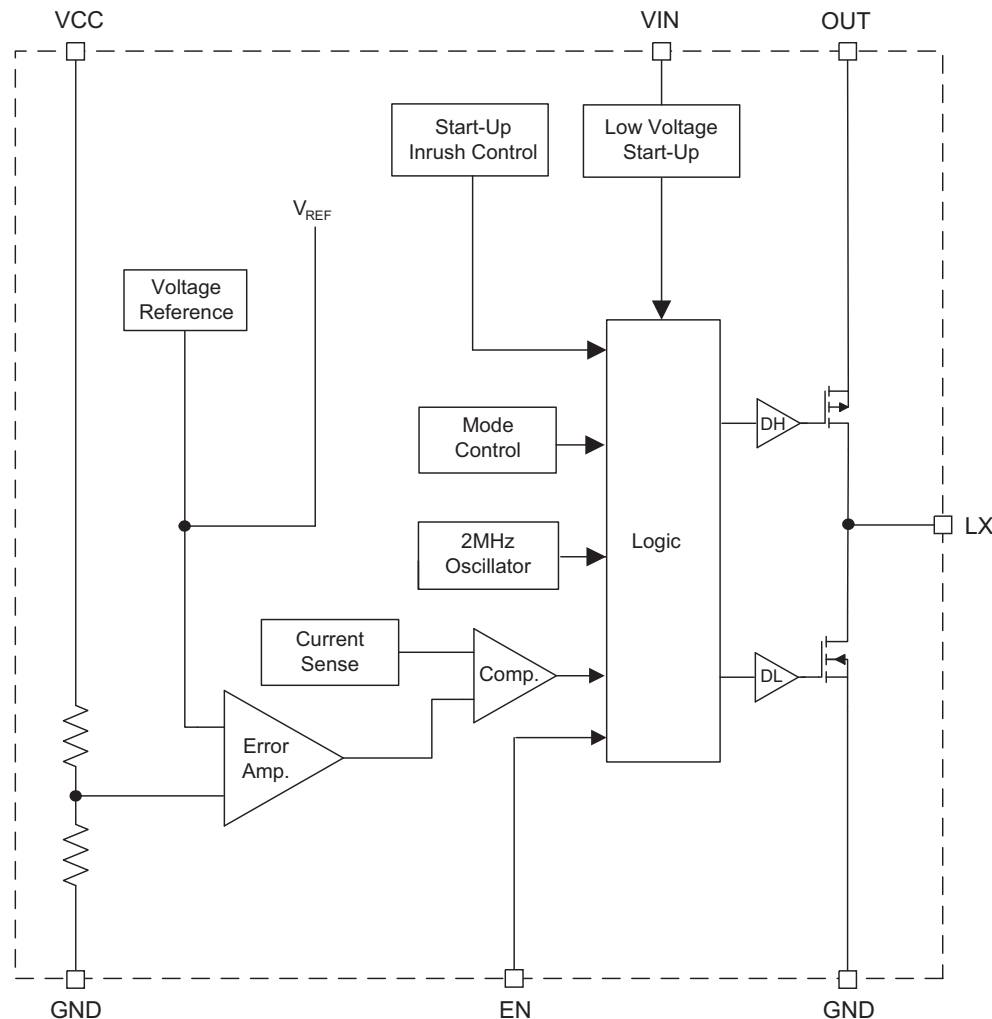 VCC
VIN
OUT
Start-Up
Inrush Control
Low Voltage
Start-Up
VREF
Voltage
Reference
Mode
Control
DH
2MHz
Oscillator
Logic
LX
Current
Sense
Comp.
DL
Error
Amp.
GND
EN
GND